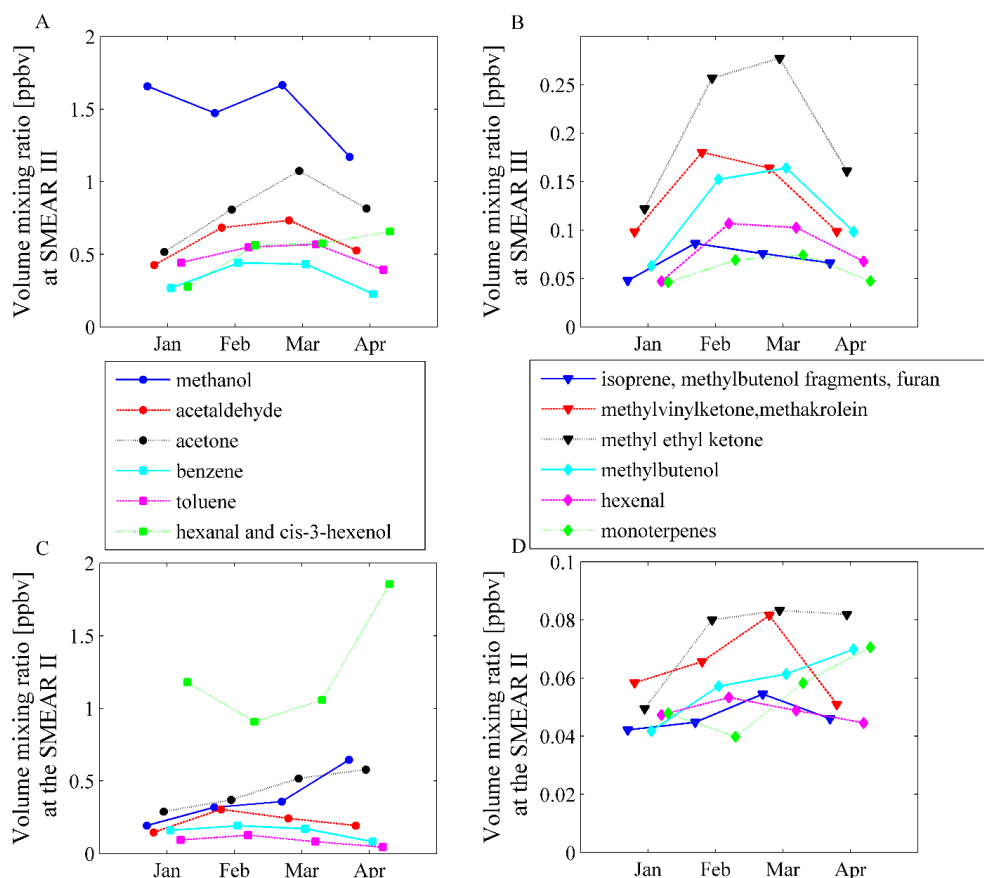 A
Volume mixing ratio [ppbv]
at SMEAR III
2
1.5
1
0.5
0
Jan Feb Mar Apr
B
Volume mixing ratio [ppbv]
at SMEAR III
0.25
0.2
0.15
0.1
0.05
0
Jan Feb Mar Apr
methanol
acetaldehyde
acetone
benzene
toluene
hexanal and cis-3-hexenol
isoprene, methylbutenol fragments, furan
methylvinylketone,methakrolein
methyl ethyl ketone
methylbutenol
hexenal
monoterpenes
C
Volume mixing ratio [ppbv]
at the SMEAR II
2
1.5
1
0.5
0
Jan Feb Mar Apr
D
Volume mixing ratio [ppbv]
at the SMEAR II
0.1
0.08
0.06
0.04
0.02
0
Jan Feb Mar Apr